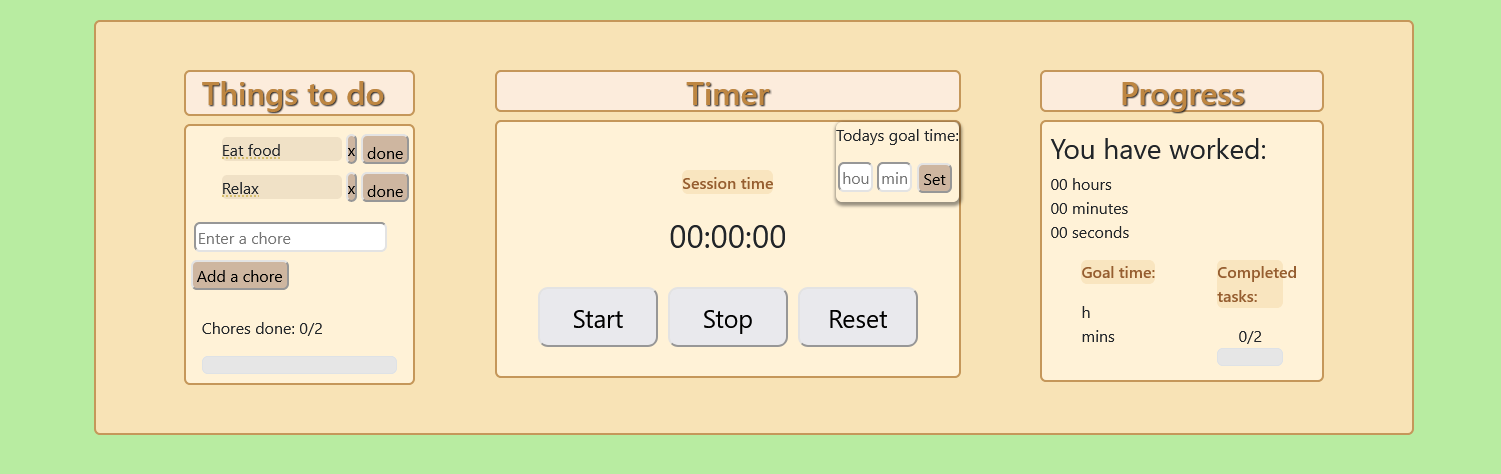 Things to do
Eat food x done
Relax x done
Enter a chore
Add a chore
Chores done: 0/2
Timer
Todays goal time:
hou min Set
Session time
00:00:00
Start Stop Reset
Progress
You have worked:
00 hours
00 minutes
00 seconds
Goal time:
h
mins
Completed
tasks:
0/2